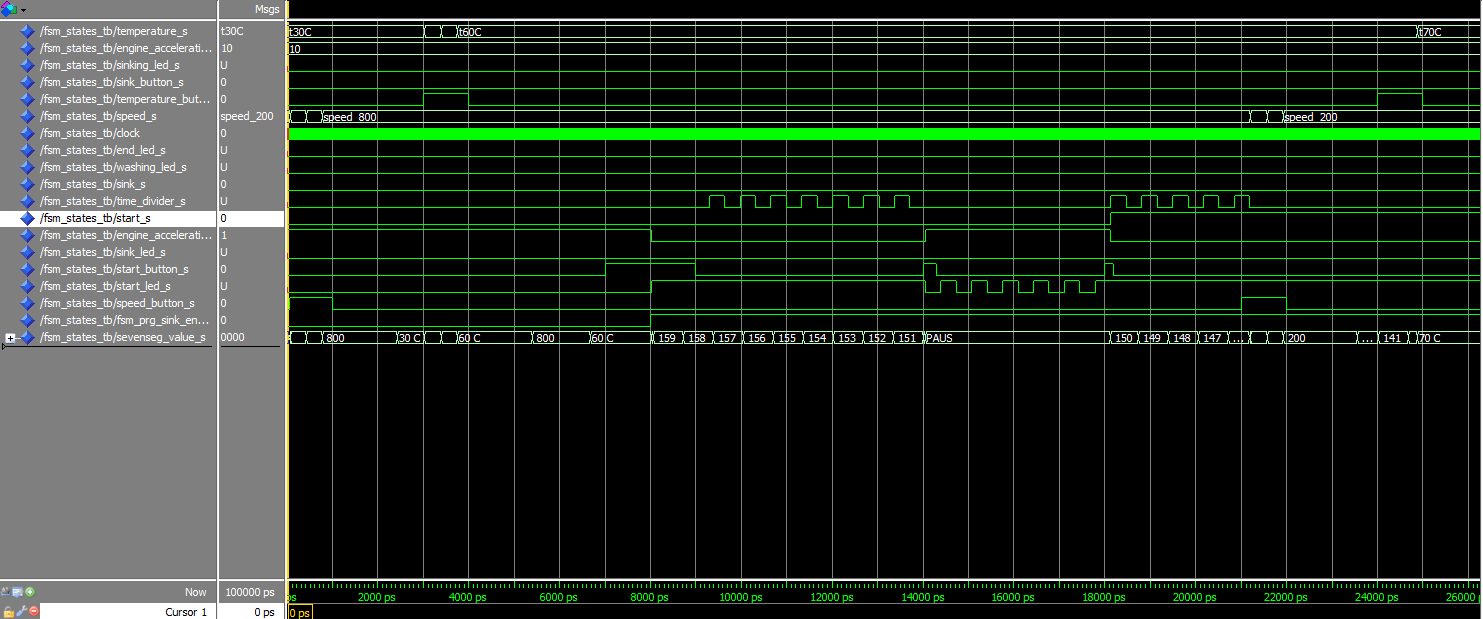 Msgs
/fsm_states_tb/temperature_s t30C t30C t60C t70C
/fsm_states_tb/engine_accelerati... 10 10
/fsm_states_tb/sinking_led_s U
/fsm_states_tb/sink_button_s 0
/fsm_states_tb/temperature_but... 0
/fsm_states_tb/speed_s speed_200 speed_800 speed_200
/fsm_states_tb/clock 0
/fsm_states_tb/end_led_s U
/fsm_states_tb/washing_led_s U
/fsm_states_tb/sink_s 0
/fsm_states_tb/time_divider_s U
/fsm_states_tb/start_s 0
/fsm_states_tb/engine_accelerati... 1
/fsm_states_tb/sink_led_s U
/fsm_states_tb/start_button_s 0
/fsm_states_tb/start_led_s U
/fsm_states_tb/speed_button_s 0
/fsm_states_tb/fsm_prg_sink_en... 0
/fsm_states_tb/sevenseg_value_s 0000 800 30 C 60 C 800 60 C 159 158 157 156 155 154 153 152 151 PAUS 150 149 148 147 ... 200 ... 141 70 C
Now 100000 ps ps 2000 ps 4000 ps 6000 ps 8000 ps 10000 ps 12000 ps 14000 ps 16000 ps 18000 ps 20000 ps 22000 ps 24000 ps 26000
Cursor 1 0 ps 0 ps